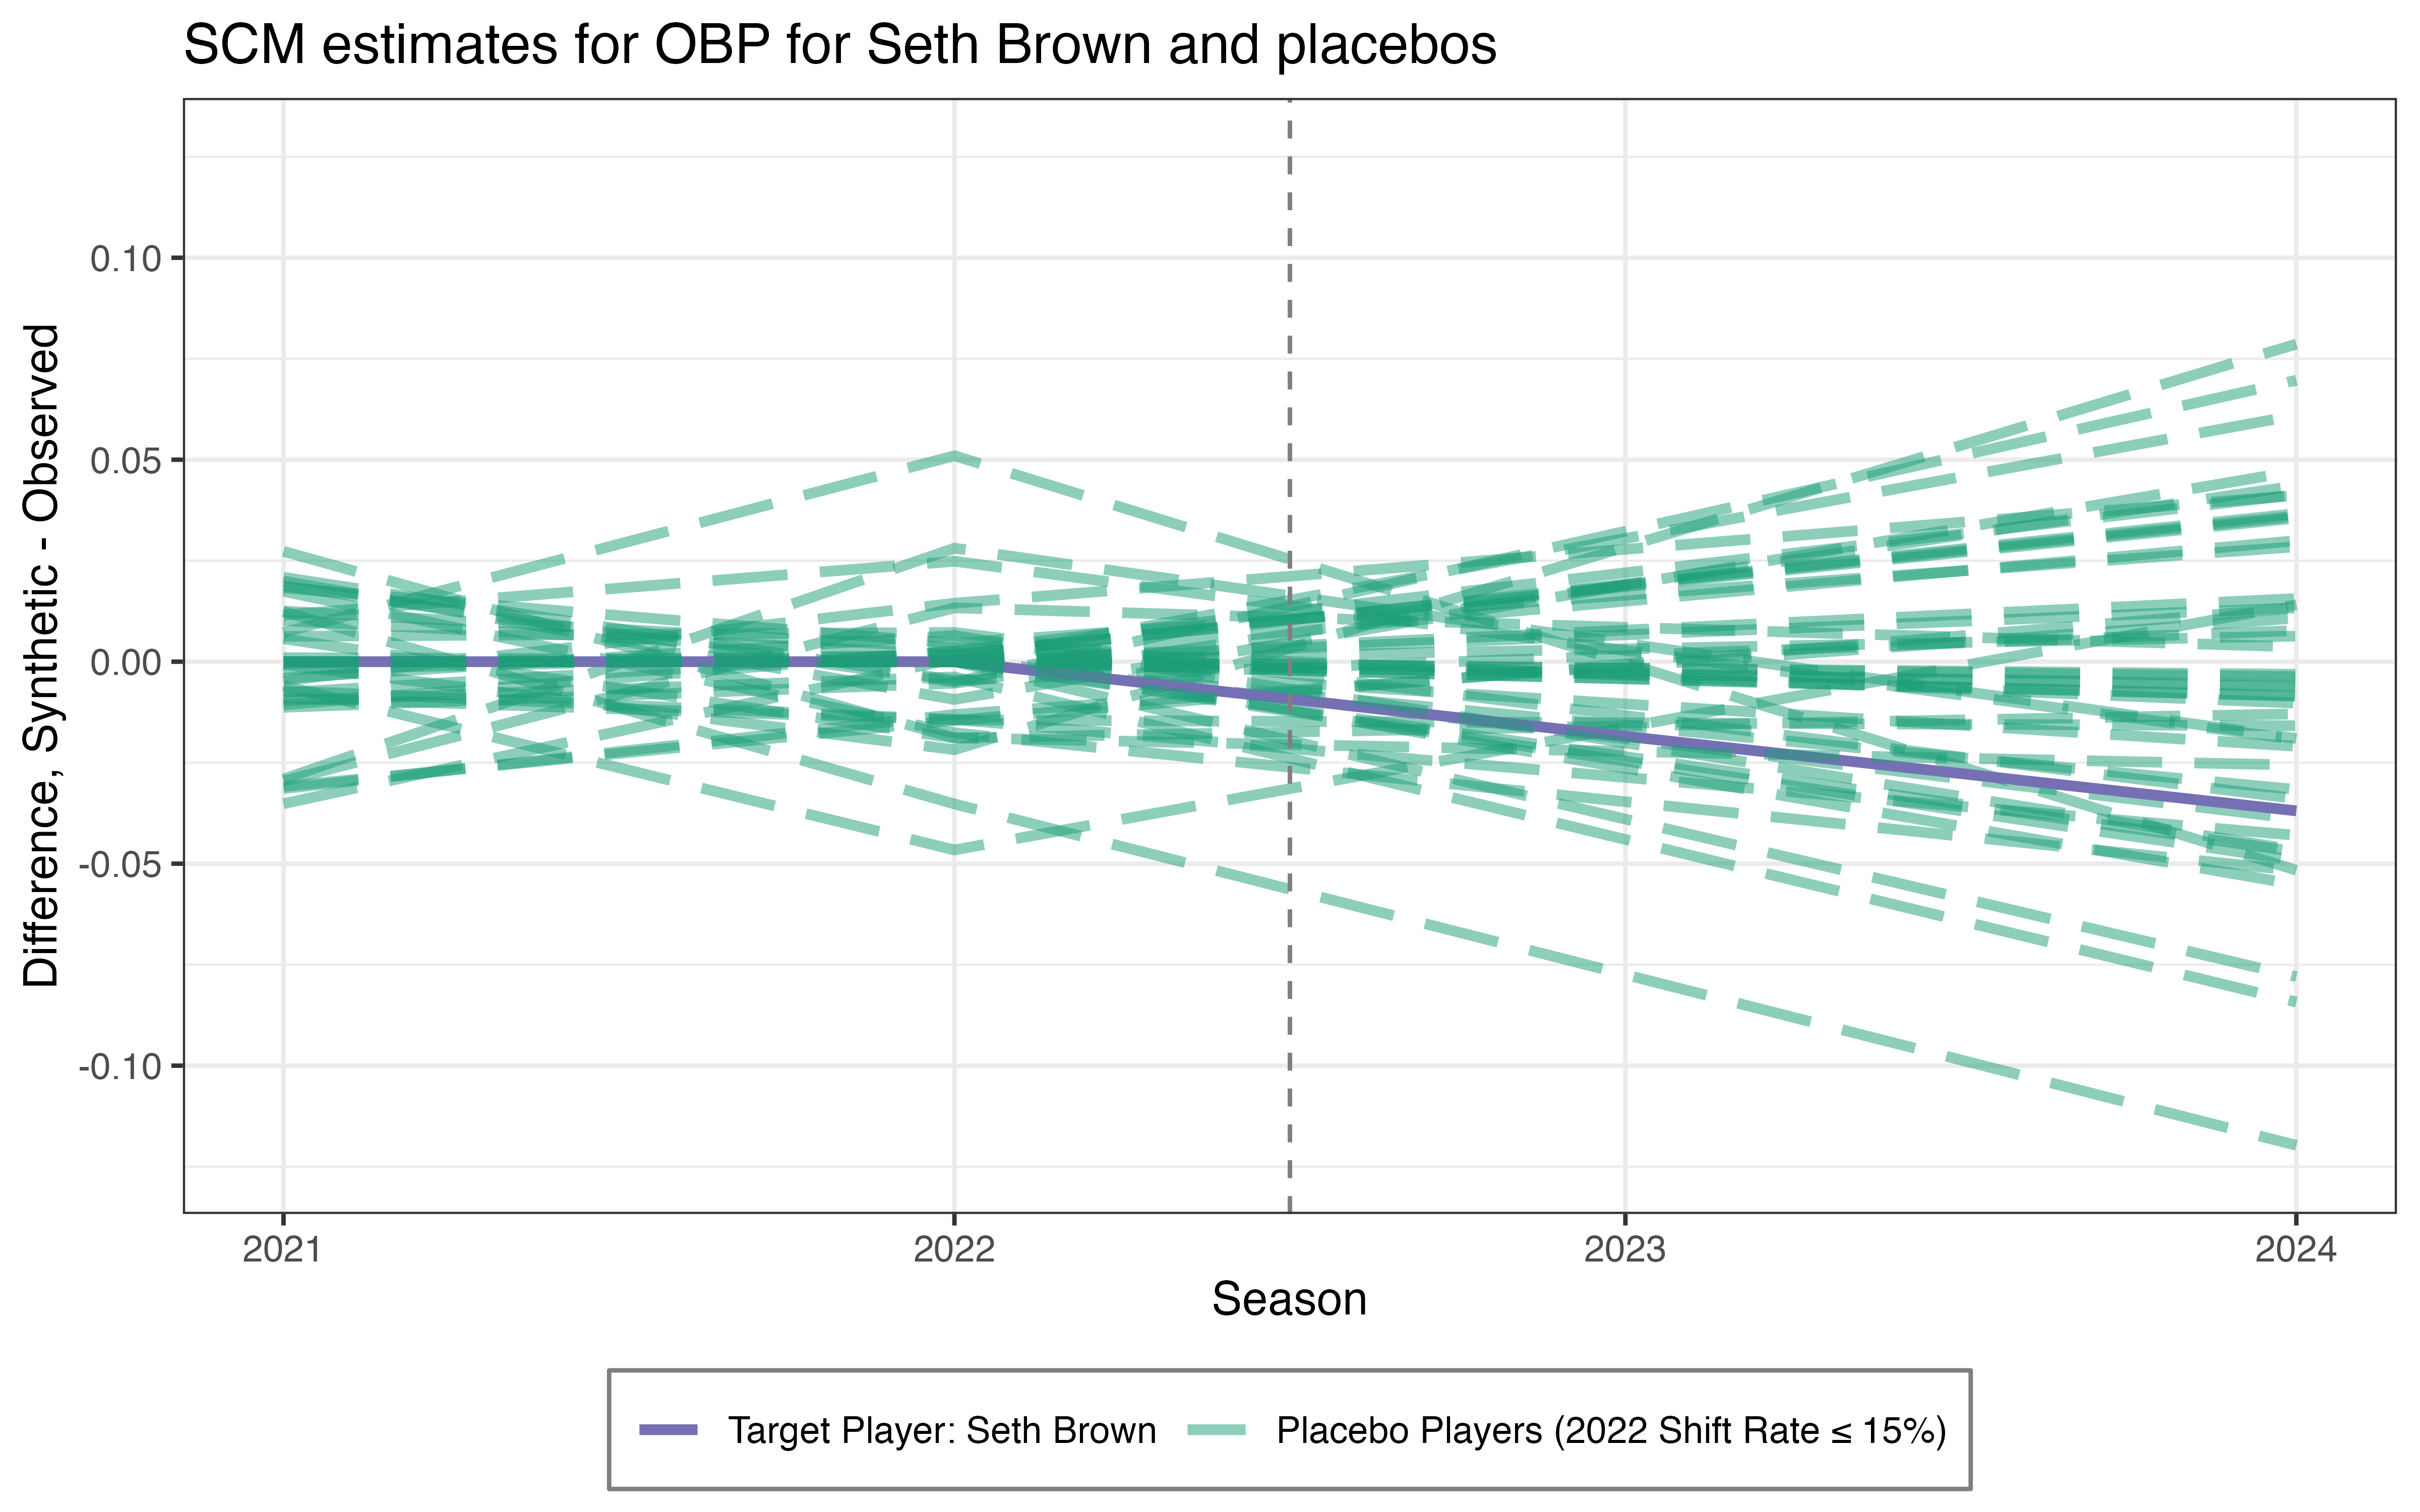 SCM estimates for OBP for Seth Brown and placebos
Difference, Synthetic - Observed
0.10
0.05
0.00
-0.05
-0.10
2021
2022
2023
2024
Season
Target Player: Seth Brown
Placebo Players (2022 Shift Rate ≤ 15%)